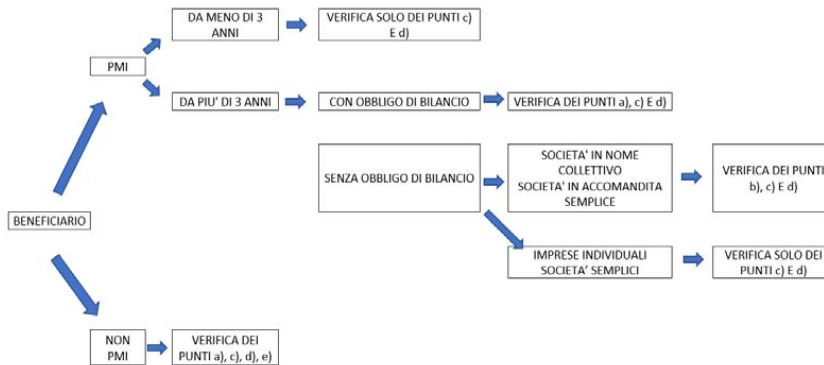 DA MENO DI 3
ANNI
VERIFICA SOLO DEI PUNTI c)
E d)
PMI
DA PIU' DI 3 ANNI
CON OBBLIGO DI BILANCIO
VERIFICA DEI PUNTI a), c) E d)
SENZA OBBLIGO DI BILANCIO
SOCIETA' IN NOME
COLLETTIVO
SOCIETA' IN ACCOMANDITA
SEMPLICE
VERIFICA DEI PUNTI
b), c) E d)
BENEFICIARIO
IMPRESE INDIVIDUALI
SOCIETA' SEMPLICI
VERIFICA SOLO DEI
PUNTI c) E d)
NON
PMI
VERIFICA DEI
PUNTI a), c), d), e)